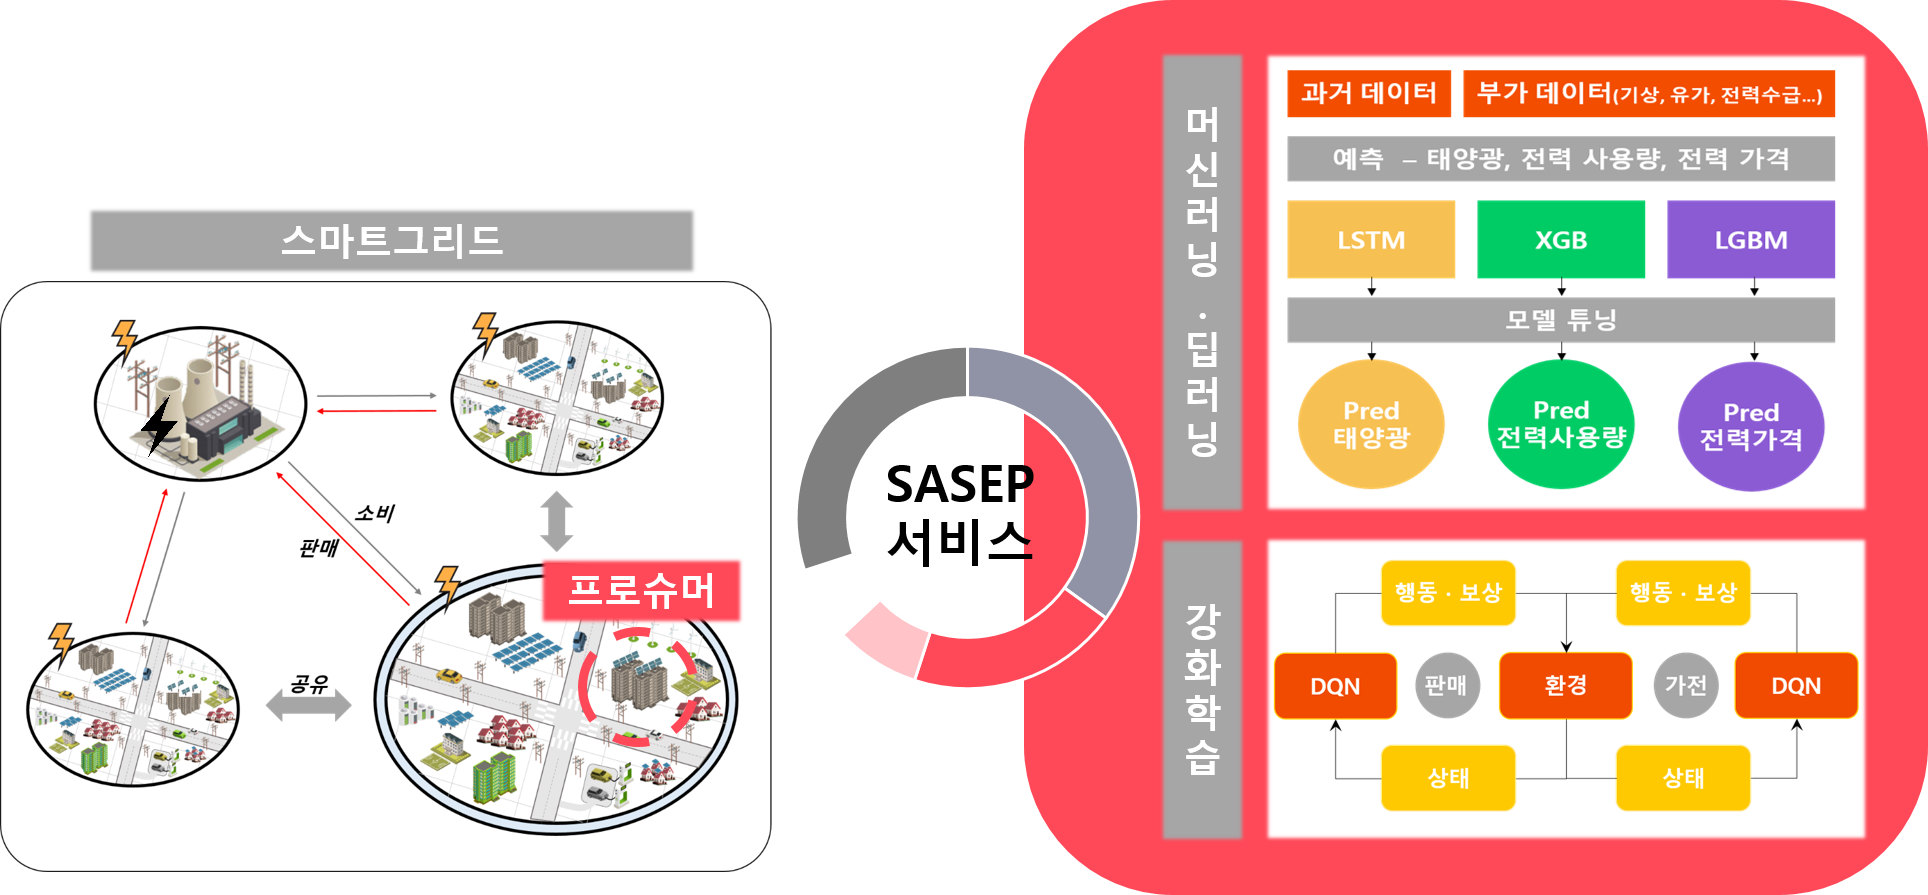 스마트그리드
소비
판매
프로슈머
공유
SASEP
서비스
머신러닝 · 딥러닝
과거 데이터
부가 데이터(기상, 유가, 전력수급...)
예측 – 태양광, 전력 사용량, 전력 가격
LSTM
XGB
LGBM
모델 튜닝
Pred
태양광
Pred
전력사용량
Pred
전력가격
강화학습
행동 · 보상
행동 · 보상
DQN
판매
환경
가전
DQN
상태
상태